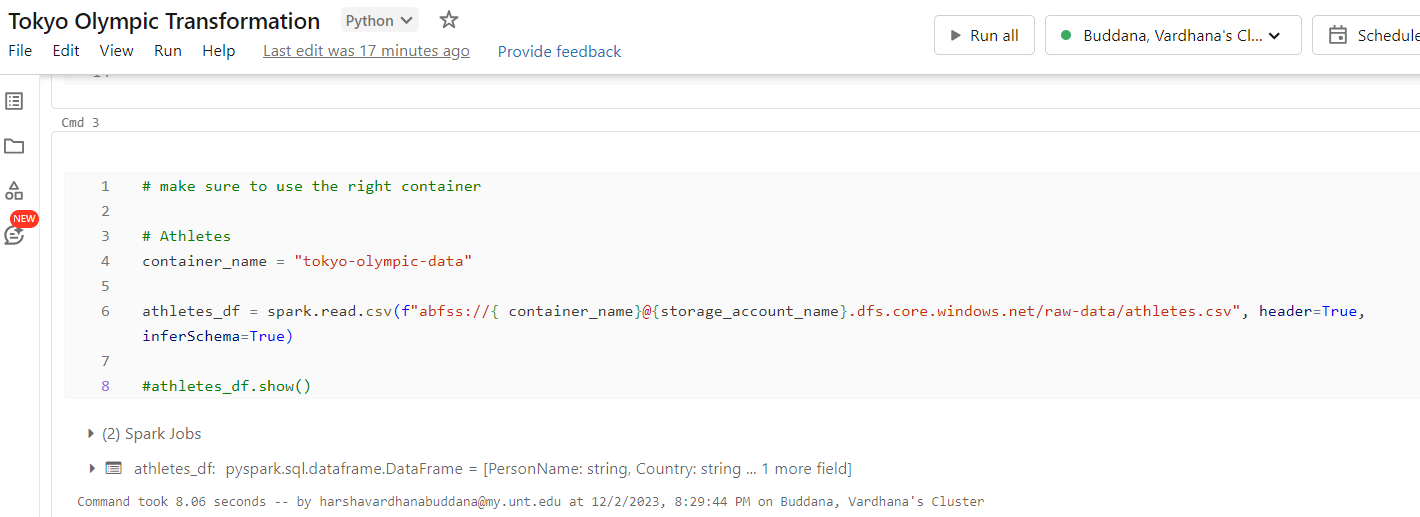 Tokyo Olympic Transformation Python
File Edit View Run Help Last edit was 17 minutes ago Provide feedback
Run all
Buddana, Vardhana's Cl...
Schedule
Cmd 3
NEW
1 # make sure to use the right container
2
3 # Athletes
4 container_name = "tokyo-olympic-data"
5
6 athletes_df = spark.read.csv(f"abfss://{ container_name}@{storage_account_name}.dfs.core.windows.net/raw-data/athletes.csv", header=True,
inferSchema=True)
7
8 #athletes_df.show()
(2) Spark Jobs
athletes_df: pyspark.sql.dataframe.DataFrame = [PersonName: string, Country: string ... 1 more field]
Command took 8.06 seconds -- by harshavardhanabuddana@my.unt.edu at 12/2/2023, 8:29:44 PM on Buddana, Vardhana's Cluster